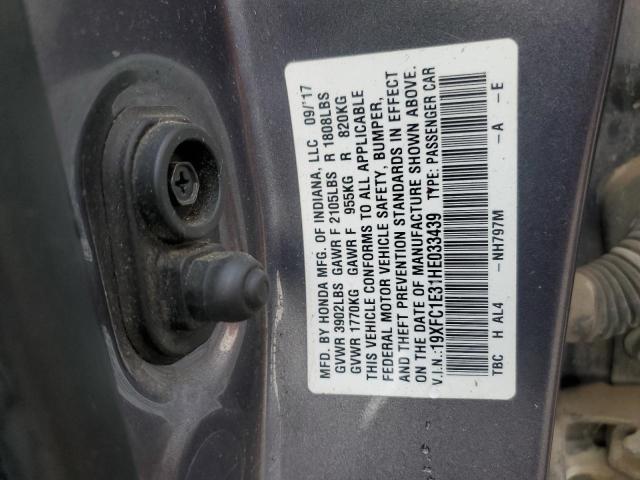 MFD. BY HONDA MFG. OF INDIANA, LLC 09/'17
GVWR 3902LBS GAWR F 2105LBS R 1808LBS
GVWR 1770KG GAWR F 955KG R 820KG
THIS VEHICLE CONFORMS TO ALL APPLICABLE
FEDERAL MOTOR VEHICLE SAFETY, BUMPER,
AND THEFT PREVENTION STANDARDS IN EFFECT
ON THE DATE OF MANUFACTURE SHOWN ABOVE.
V.I.N.:19XFC1E31HE033439 TYPE: PASSENGER CAR
TBC H AL4 -NH797M -A -E